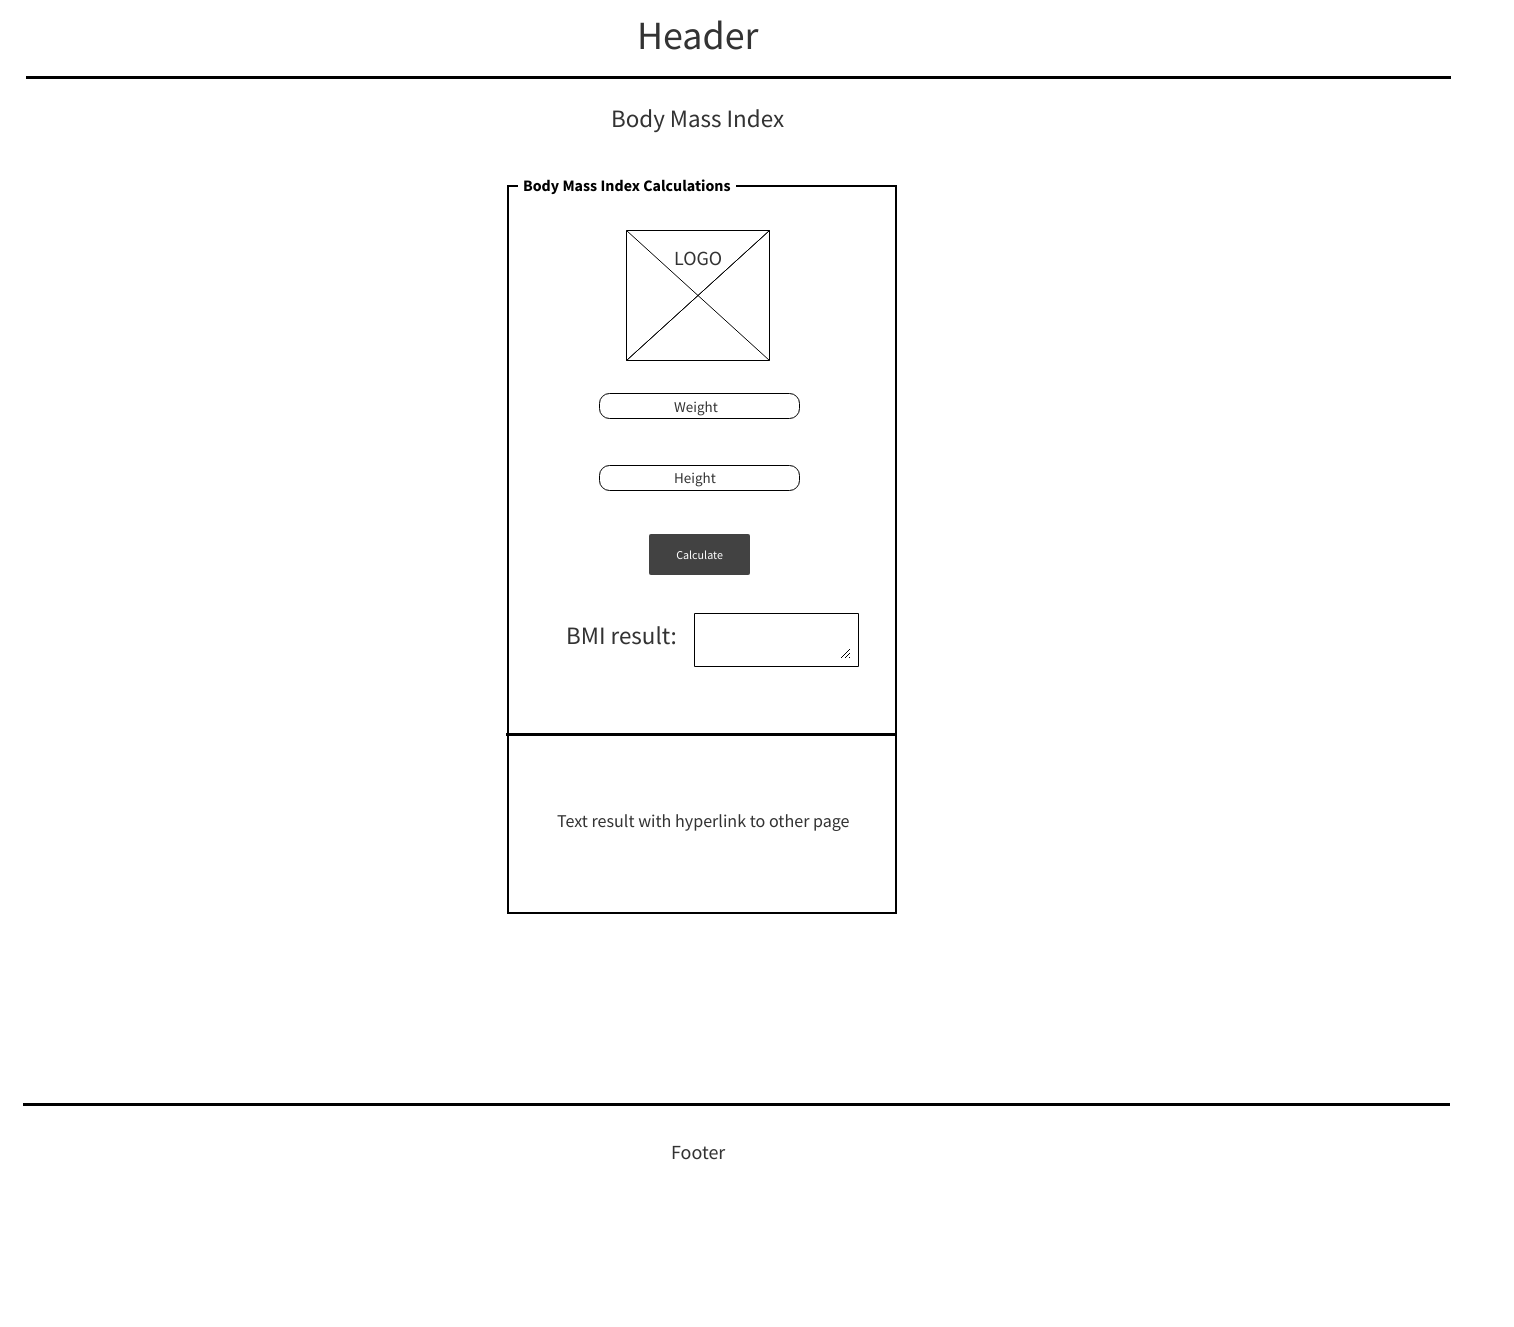 Header
Body Mass Index
Body Mass Index Calculations
LOGO
Weight
Height
Calculate
BMI result:
Text result with hyperlink to other page
Footer